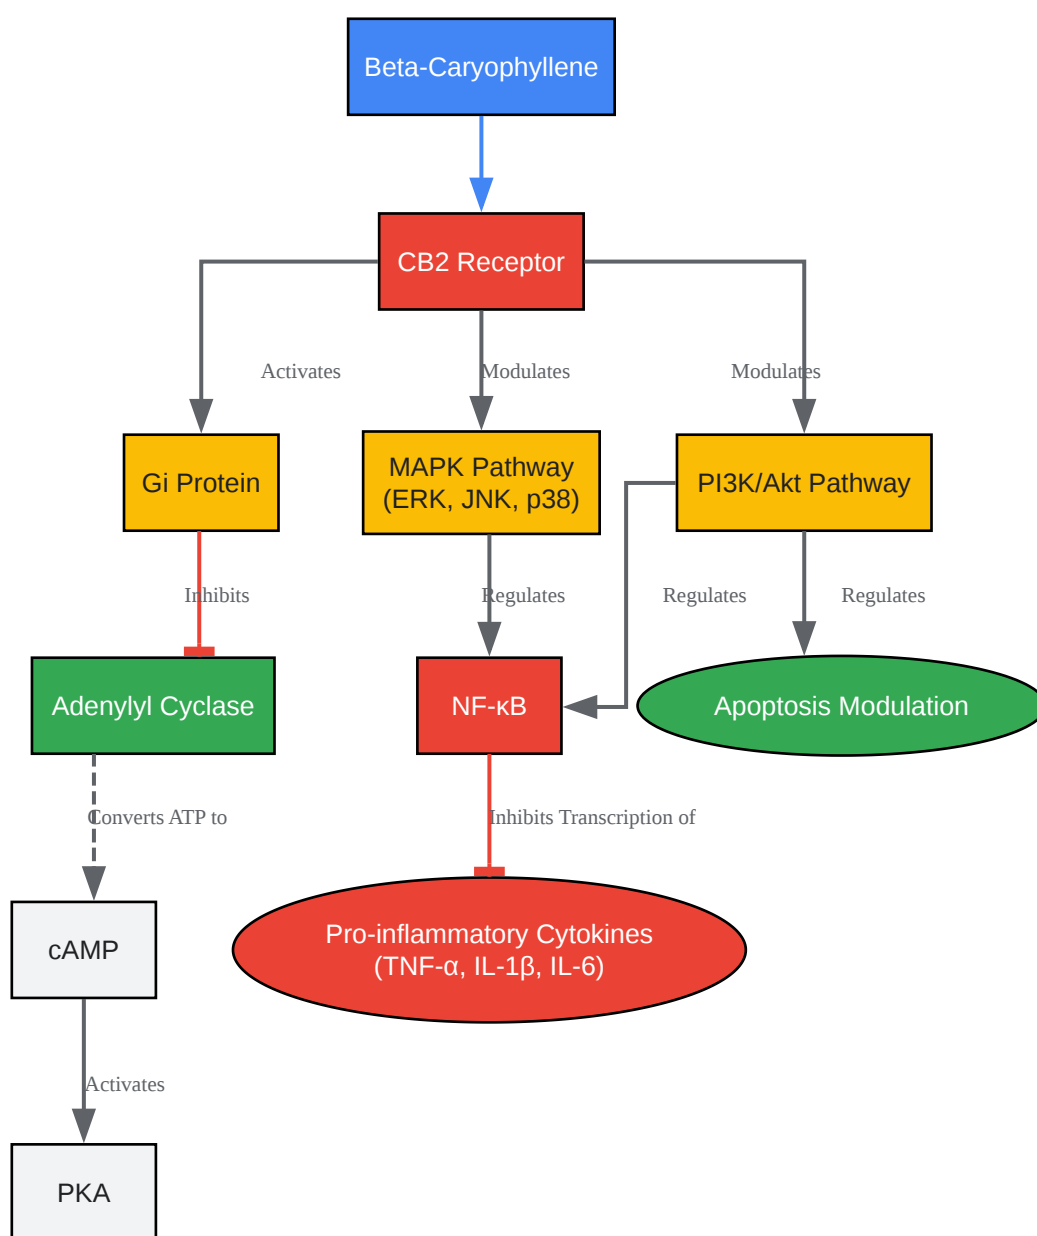 Beta-Caryophyllene
CB2 Receptor
Activates
Modulates
Modulates
Gi Protein
MAPK Pathway
(ERK, JNK, p38)
PI3K/Akt Pathway
Inhibits
Regulates
Regulates
Regulates
Adenylyl Cyclase
NF-κB
Apoptosis Modulation
Converts ATP to
Inhibits Transcription of
cAMP
Pro-inflammatory Cytokines
(TNF-α, IL-1β, IL-6)
Activates
PKA